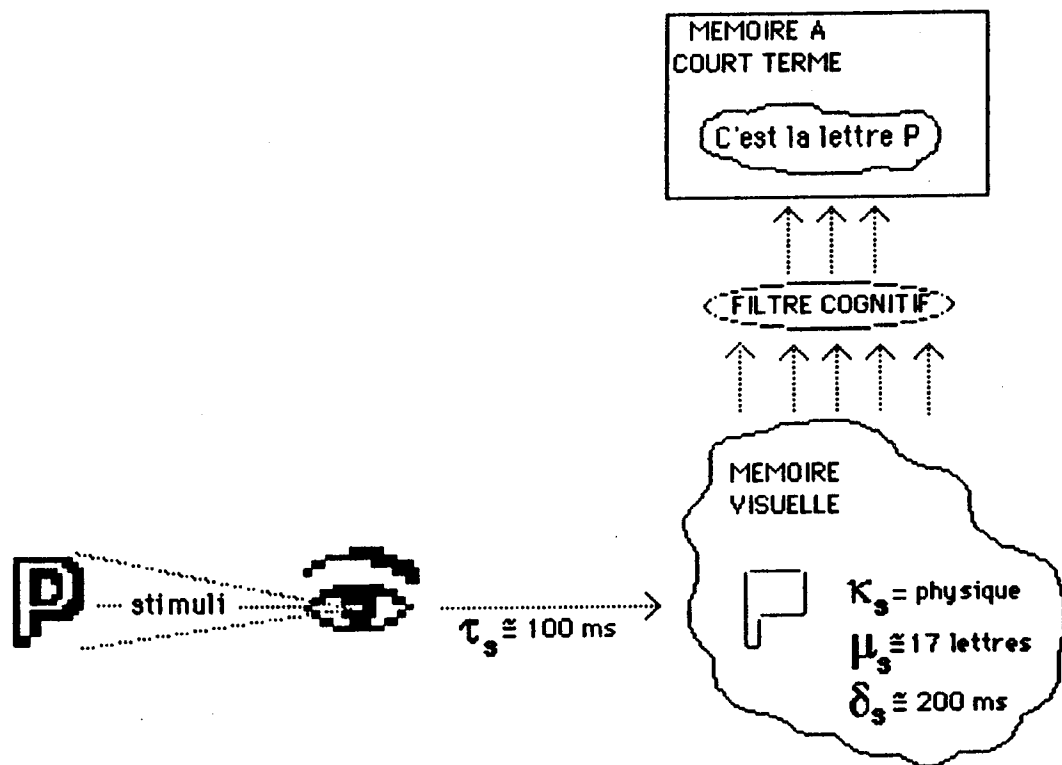 MEMOIRE A
COURT TERME
C'est la lettre P
FILTRE COGNITIF
MEMOIRE
VISUELLE
P
stimuli
τs ≅ 100 ms
P
κs = physique
μs ≅ 17 lettres
δs ≅ 200 ms